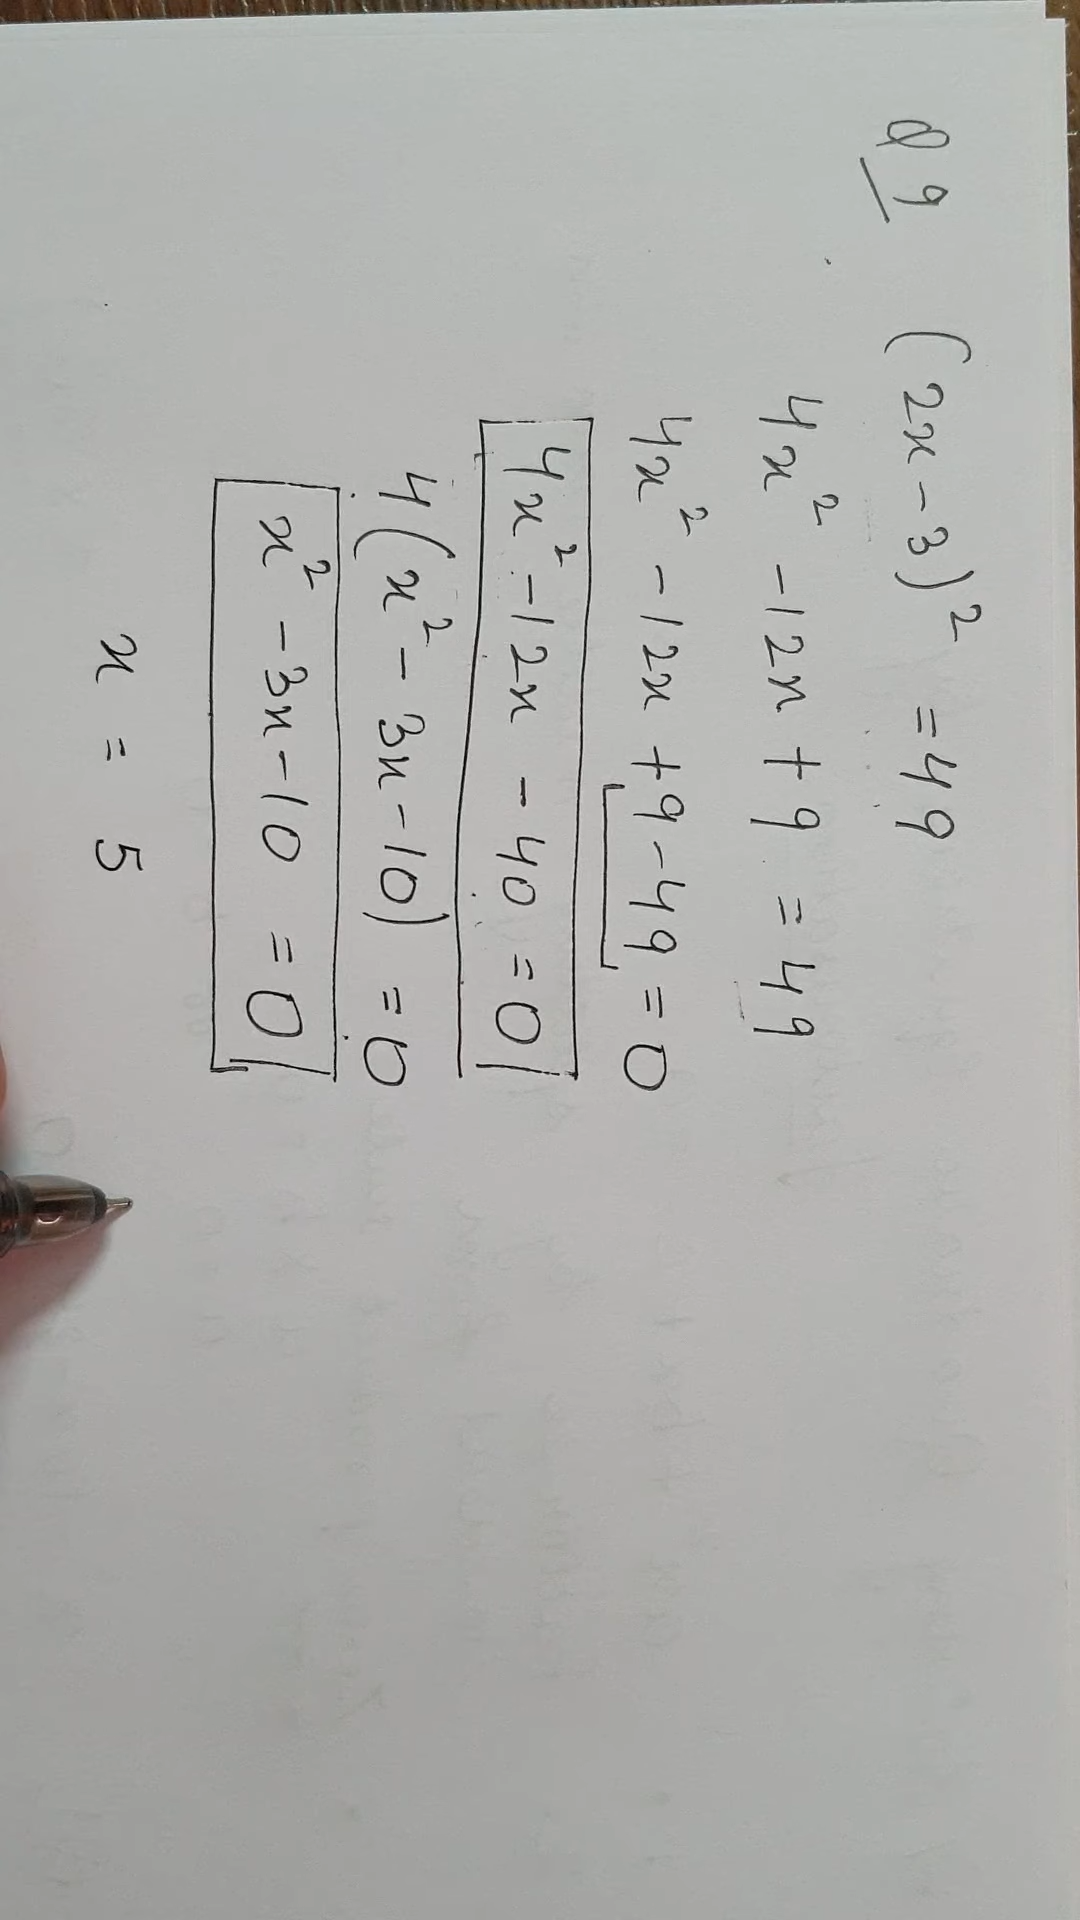 Q 9 (2x - 3)² = 49
4x² - 12x + 9 = 49
4x² - 12x + 9 - 49 = 0
4x² - 12x - 40 = 0
4(x² - 3x - 10) = 0
x² - 3x - 10 = 0
x = 5